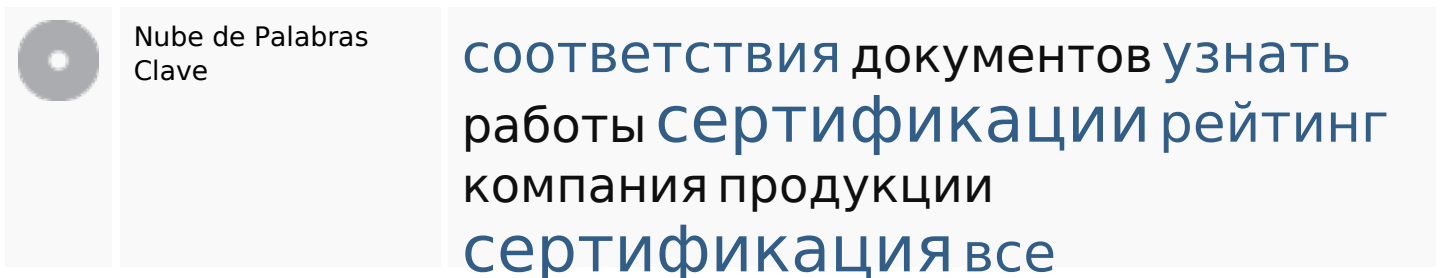 Nube de Palabras
Clave
соответствия документов узнать
работы сертификации рейтинг
компания продукции
сертификация все